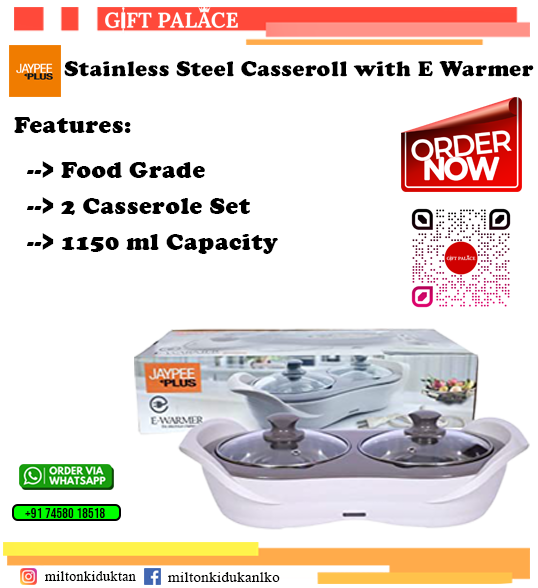 GIFT PALACE
JAYPEE PLUS Stainless Steel Casseroll with E Warmer
Features:
--> Food Grade
--> 2 Casserole Set
--> 1150 ml Capacity
ORDER NOW
GIFT PALACE
JAYPEE PLUS
E-WARMER
ORDER VIA
WHATSAPP
+91 74580 18518
miltonkiduktan
miltonkidukanlko